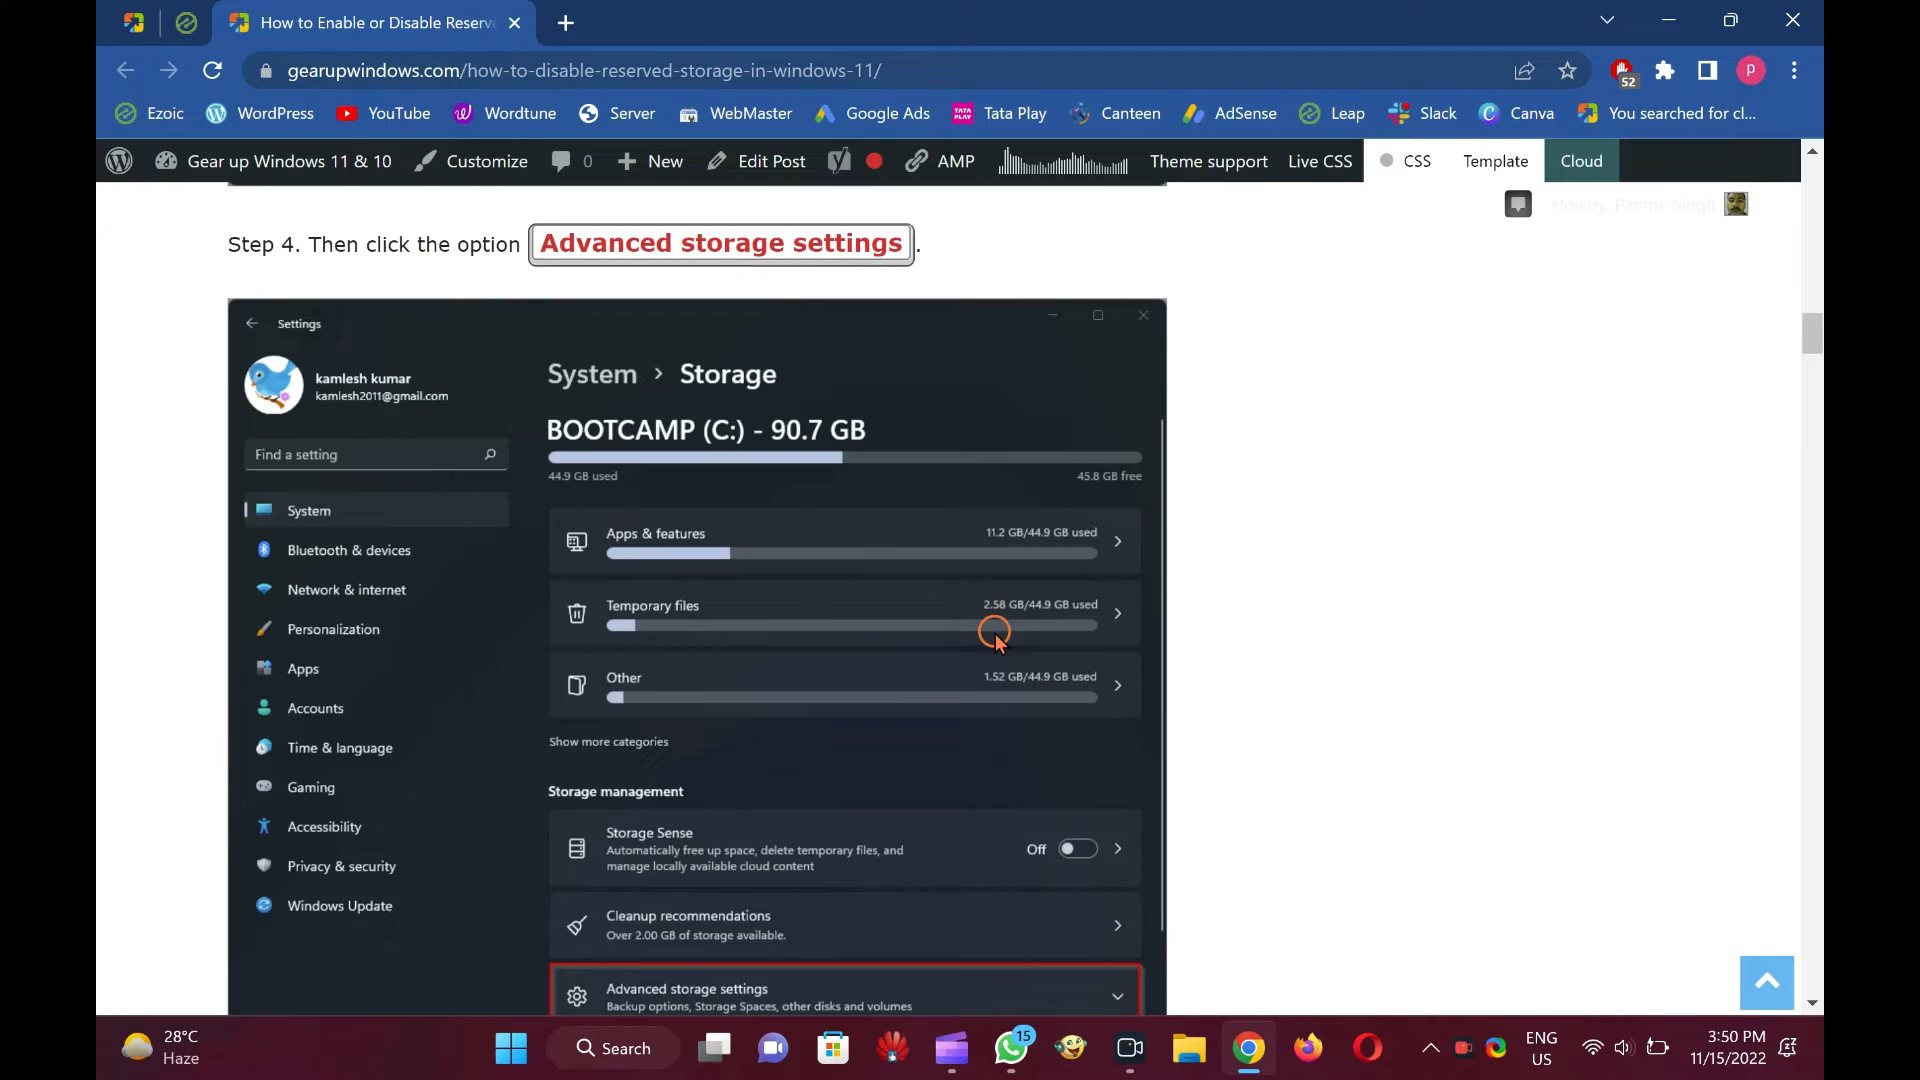 How to Enable or Disable Reserv
gearupwindows.com/how-to-disable-reserved-storage-in-windows-11/
52
P
Ezoic WordPress YouTube Wordtune Server WebMaster Google Ads TATA PLAY Tata Play Canteen AdSense Leap Slack Canva You searched for cl...
Gear up Windows 11 & 10 Customize 0 New Edit Post AMP Theme support Live CSS CSS Template Cloud
Howdy, Pammi Singh
Step 4. Then click the option Advanced storage settings.
Settings
kamlesh kumar
kamlesh2011@gmail.com
Find a setting
System
Bluetooth & devices
Network & internet
Personalization
Apps
Accounts
Time & language
Gaming
Accessibility
Privacy & security
Windows Update
System > Storage
BOOTCAMP (C:) - 90.7 GB
44.9 GB used 45.8 GB free
Apps & features 11.2 GB/44.9 GB used
Temporary files 2.58 GB/44.9 GB used
Other 1.52 GB/44.9 GB used
Show more categories
Storage management
Storage Sense
Automatically free up space, delete temporary files, and
manage locally available cloud content
Off
Cleanup recommendations
Over 2.00 GB of storage available.
Advanced storage settings
Backup options, Storage Spaces, other disks and volumes
28°C
Haze
Search
15
ENG
US
3:50 PM
11/15/2022